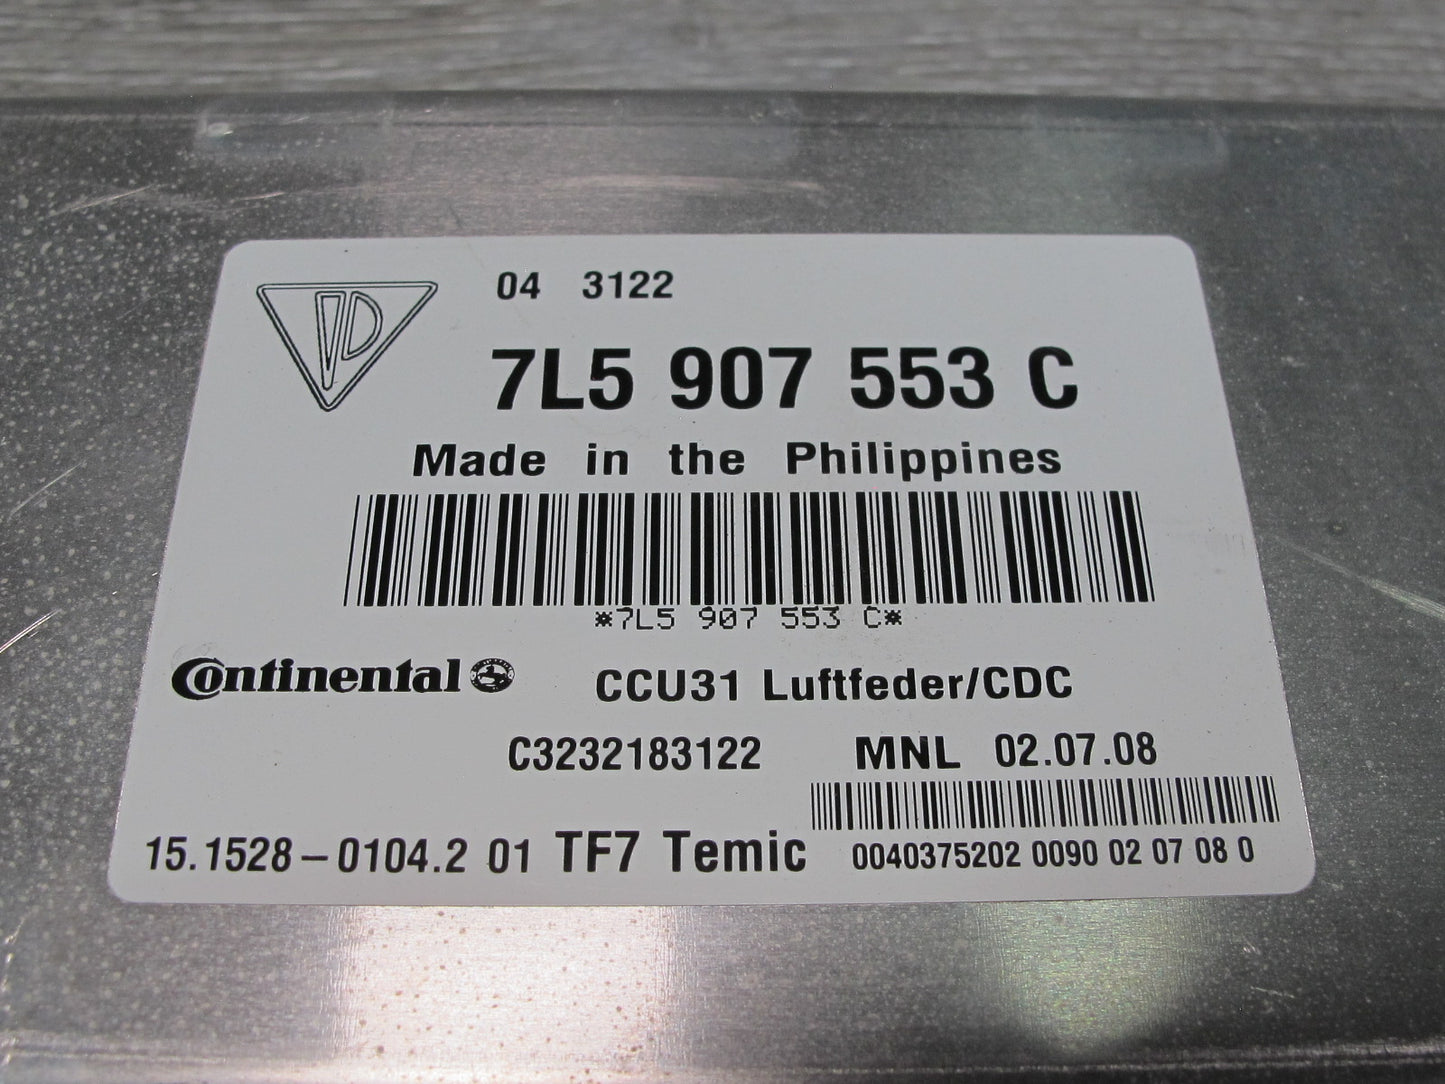 04 3122
7L5 907 553 C
Made in the Philippines
*7L5 907 553 C*
Continental CCU31 Luftfeder/CDC
C3232183122 MNL 02.07.08
15.1528-0104.2 01 TF7 Temic 0040375202 0090 02 07 08 0